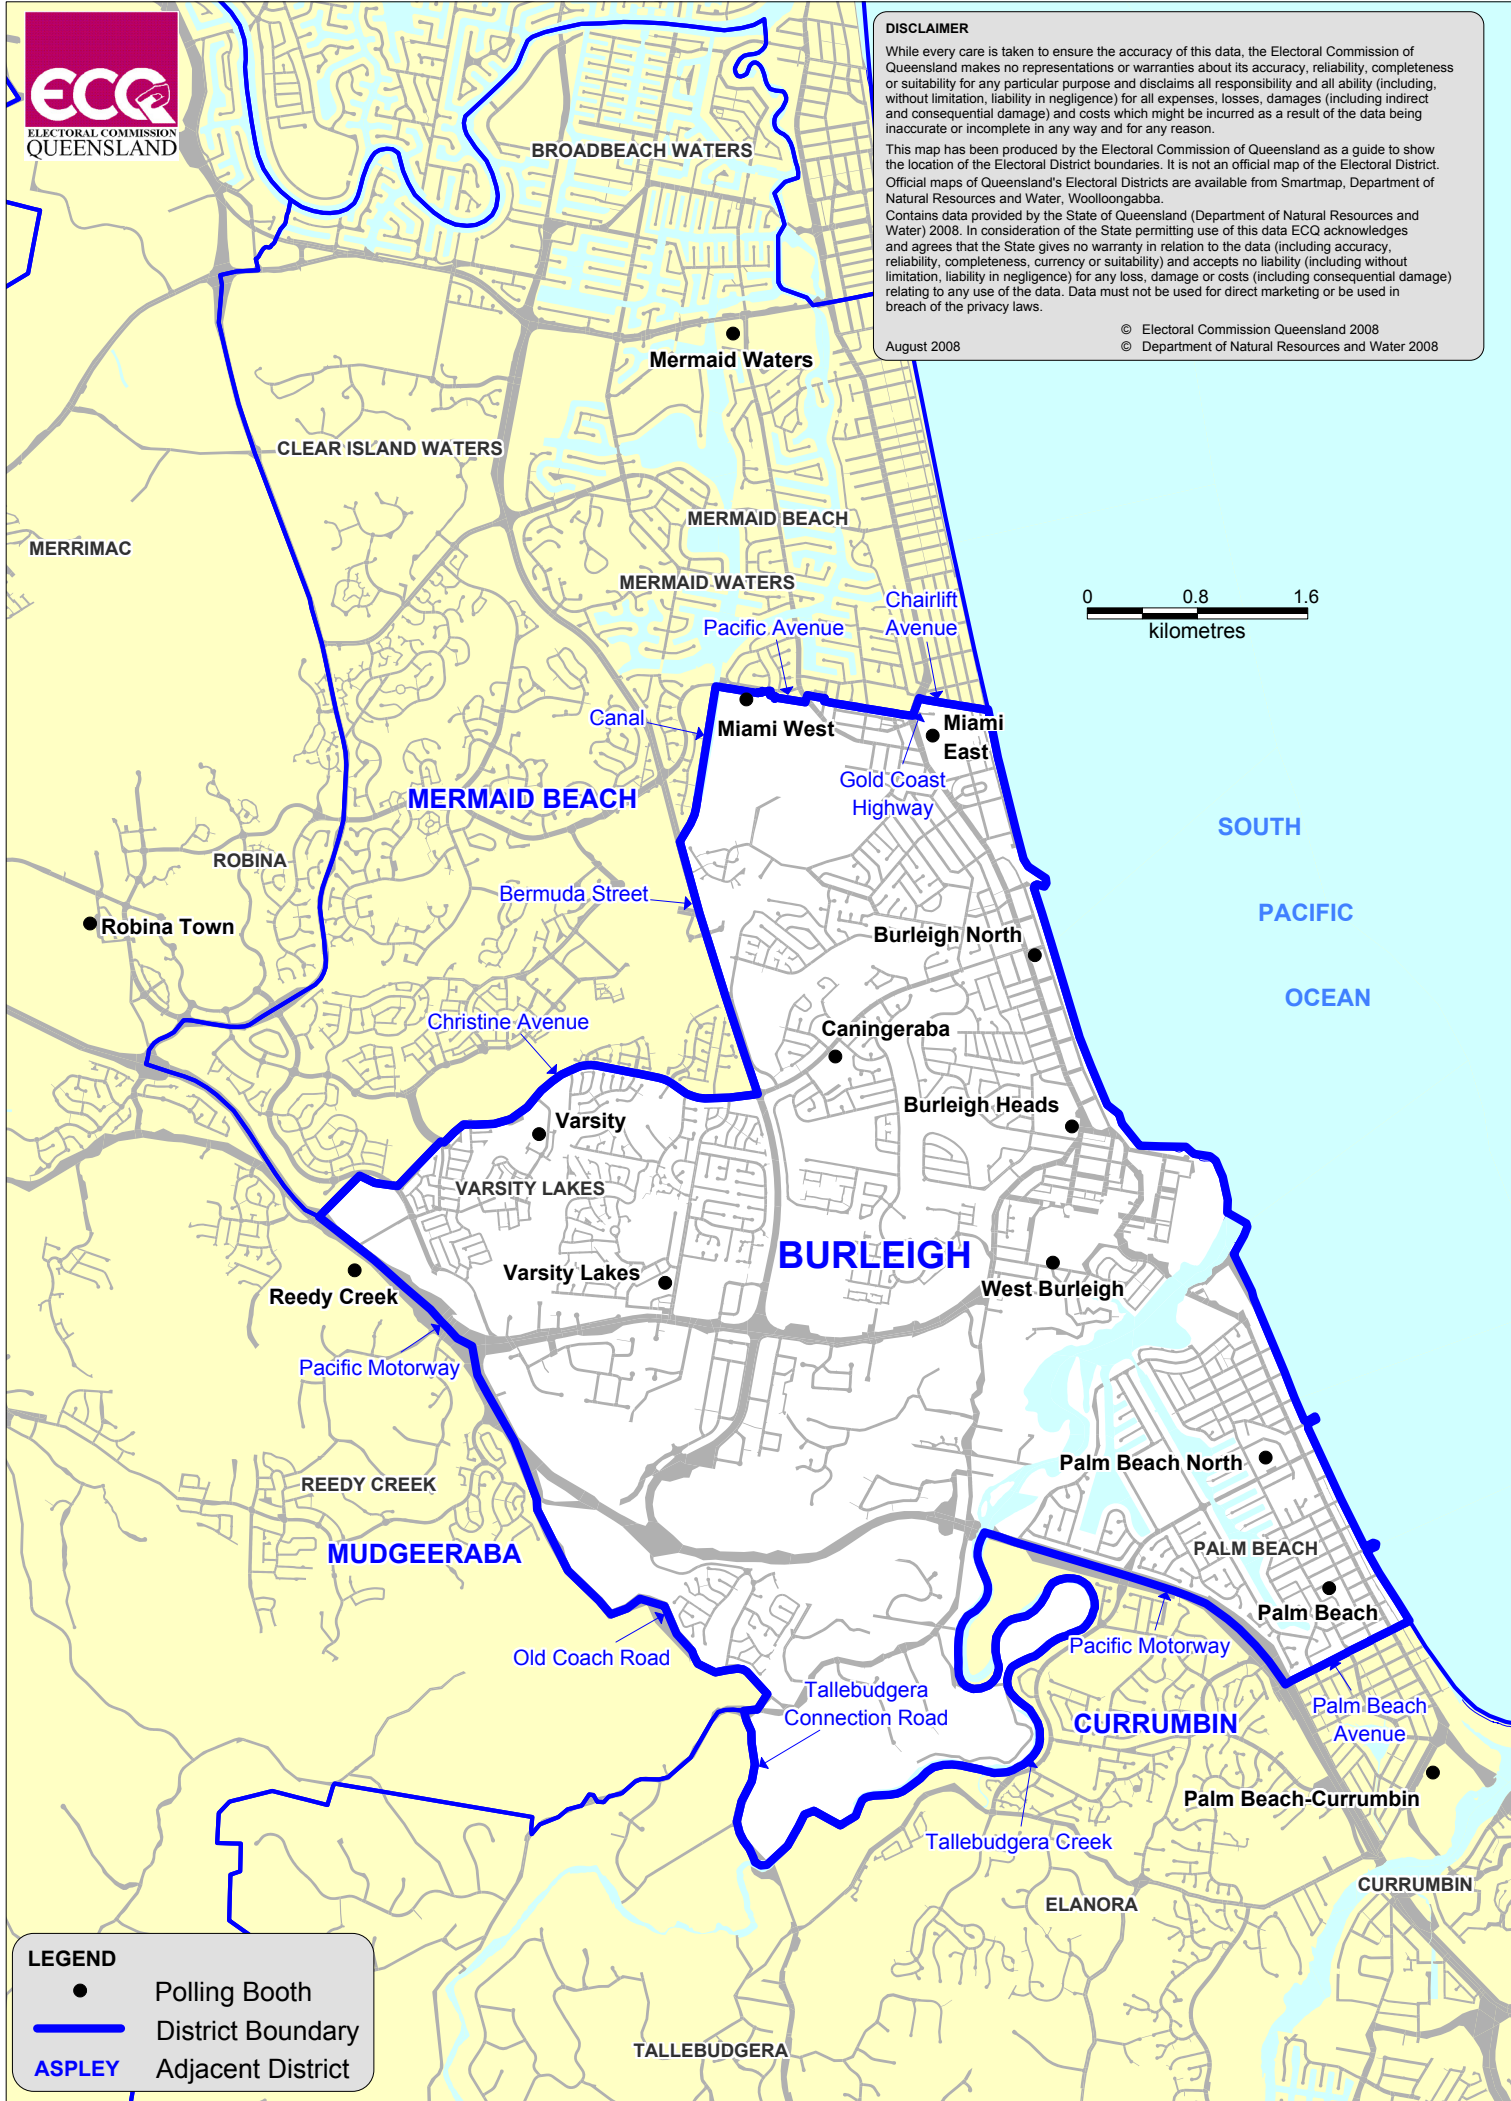 ECQ
ELECTORAL COMMISSION
QUEENSLAND
DISCLAIMER
While every care is taken to ensure the accuracy of this data, the Electoral Commission of
Queensland makes no representations or warranties about its accuracy, reliability, completeness
or suitability for any particular purpose and disclaims all responsibility and all ability (including,
without limitation, liability in negligence) for all expenses, losses, damages (including indirect
and consequential damage) and costs which might be incurred as a result of the data being
inaccurate or incomplete in any way and for any reason.
This map has been produced by the Electoral Commission of Queensland as a guide to show
the location of the Electoral District boundaries. It is not an official map of the Electoral District.
Official maps of Queensland's Electoral Districts are available from Smartmap, Department of
Natural Resources and Water, Woolloongabba.
Contains data provided by the State of Queensland (Department of Natural Resources and
Water) 2008. In consideration of the State permitting use of this data ECQ acknowledges
and agrees that the State gives no warranty in relation to the data (including accuracy,
reliability, completeness, currency or suitability) and accepts no liability (including without
limitation, liability in negligence) for any loss, damage or costs (including consequential damage)
relating to any use of the data. Data must not be used for direct marketing or be used in
breach of the privacy laws.
© Electoral Commission Queensland 2008
August 2008 © Department of Natural Resources and Water 2008
BROADBEACH WATERS
Mermaid Waters
CLEAR ISLAND WATERS
MERMAID BEACH
MERRIMAC
MERMAID WATERS
0 0.8 1.6
kilometres
Chairlift
Avenue
Pacific Avenue
Canal
Miami West
Miami
East
Gold Coast
Highway
MERMAID BEACH
SOUTH
PACIFIC
OCEAN
ROBINA
Bermuda Street
Robina Town
Burleigh North
Christine Avenue
Caningeraba
Burleigh Heads
Varsity
VARSITY LAKES
BURLEIGH
Varsity Lakes
West Burleigh
Reedy Creek
Pacific Motorway
Palm Beach North
REEDY CREEK
MUDGEERABA
PALM BEACH
Palm Beach
Old Coach Road
Pacific Motorway
Tallebudgera
Connection Road
CURRUMBIN
Palm Beach
Avenue
Palm Beach-Currumbin
Tallebudgera Creek
CURRUMBIN
ELANORA
TALLEBUDGERA
LEGEND
Polling Booth
District Boundary
ASPLEY Adjacent District